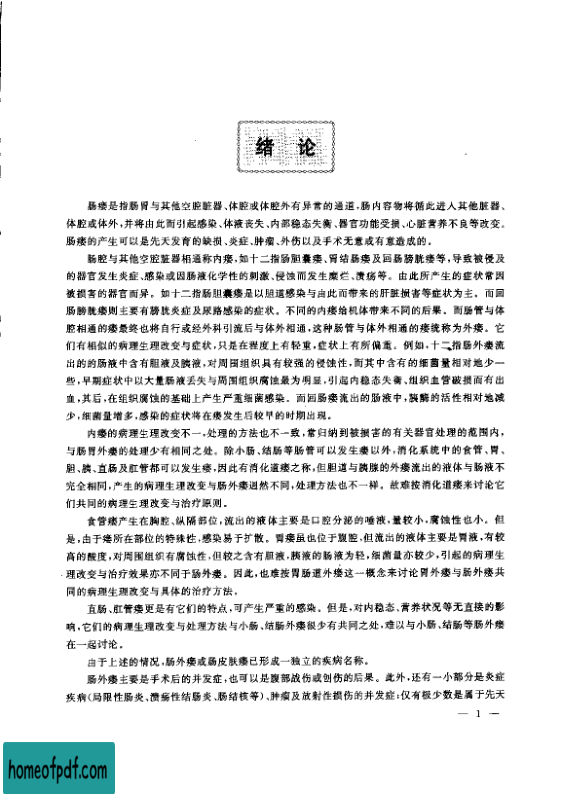 绪 论
肠瘘是指肠胃与其他空腔脏器、体腔或体腔外有异常的通道,肠内容物将循此进入其他脏器、
体腔或体外,并将由此而引起感染、体液丧失、内部稳态失衡、器官功能受损、心脏营养不良等改变。
肠瘘的产生可以是先天发育的缺损、炎症、肿瘤、外伤以及手术无意或有意造成的。
肠腔与其他空腔脏器相通称内瘘,如十二指肠胆囊瘘、胃结肠瘘及回肠膀胱瘘等,导致被侵及
的器官发生炎症、感染或因肠液化学性的刺激、侵蚀而发生糜烂、溃疡等。由此所产生的症状常因
被损害的器官而异。如十二指肠胆囊瘘是以胆道感染与由此而带来的肝脏损害等症状为主。而回
肠膀胱瘘则主要有膀胱炎症及尿路感染的症状。不同的内瘘给机体带来不同的后果。而肠管与体
腔相通的瘘最终也将自行或经外科引流后与体外相通,这种肠管与体外相通的瘘统称为外瘘。它
们有相似的病理生理改变与症状,只是在程度上有轻重,症状上有所偏重。例如,十二指肠外瘘流
出的的肠液中含有胆液及胰液,对周围组织具有较强的侵蚀性,而其中含有的细菌量相对地少一
些,早期症状中以大量肠液丢失与周围组织腐蚀最为明显,引起内稳态失衡、组织血管破损而有出
血,其后,在组织腐蚀的基础上产生严重细菌感染。而回肠瘘流出的肠液中,胰酶的活性相对地减
少,细菌量增多,感染的症状将在瘘发生后较早的时期出现。
内瘘的病理生理改变不一,处理的方法也不一致,常归纳到被损害的有关器官处理的范围内,
与肠胃外瘘的处理少有相同之处。除小肠、结肠等肠管可以发生瘘以外,消化系统中的食管、胃、
胆、胰、直肠及肛管都可以发生瘘,因此有消化道瘘之称,但胆道与胰腺的外瘘流出的液体与肠液不
完全相同,产生的病理生理改变与肠外瘘迥然不同,处理方法也不一样。故难按消化道瘘来讨论它
们共同的病理生理改变与治疗原则。
食管瘘产生在胸腔、纵隔部位,流出的液体主要是口腔分泌的唾液,量较小,腐蚀性也小。但
是,由于瘘所在部位的特殊性,感染易于扩散。胃瘘虽也位于腹腔,但流出的液体主要是胃液,有较
高的酸度,对周围组织有腐蚀性,但较之含有胆液,胰液的肠液为轻,细菌量亦较少,引起的病理生
理改变与治疗效果亦不同于肠外瘘。因此,也难按胃肠道外瘘这一概念来讨论胃外瘘与肠外瘘共
同的病理生理改变与具体的治疗方法。
直肠、肛管瘘更是有它们的特点,可产生严重的感染。但是,对内稳态、营养状况等无直接的影
响,它们的病理生理改变与处理方法与小肠、结肠外瘘很少有共同之处,难以与小肠、结肠等肠外瘘
在一起讨论。
由于上述的情况,肠外瘘或肠皮肤瘘已形成一独立的疾病名称。
肠外瘘主要是手术后的并发症,也可以是腹部战伤或创伤的后果。此外,还有一小部分是炎症
疾病(局限性肠炎、溃疡性结肠炎、肠结核等)、肿瘤及放射性损伤的并发症;仅有极少数是属于先天
— 1 —
homeofpdf.com